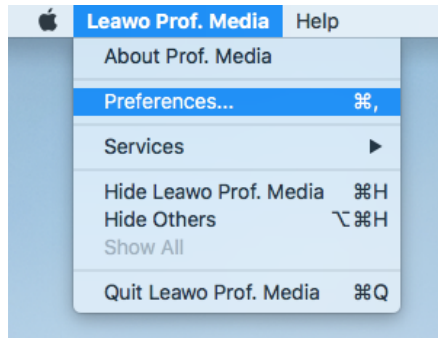 Leawo Prof. Media Help
About Prof. Media
Preferences... ⌘,
Services ▶
Hide Leawo Prof. Media ⌘H
Hide Others ⌥⌘H
Show All
Quit Leawo Prof. Media ⌘Q